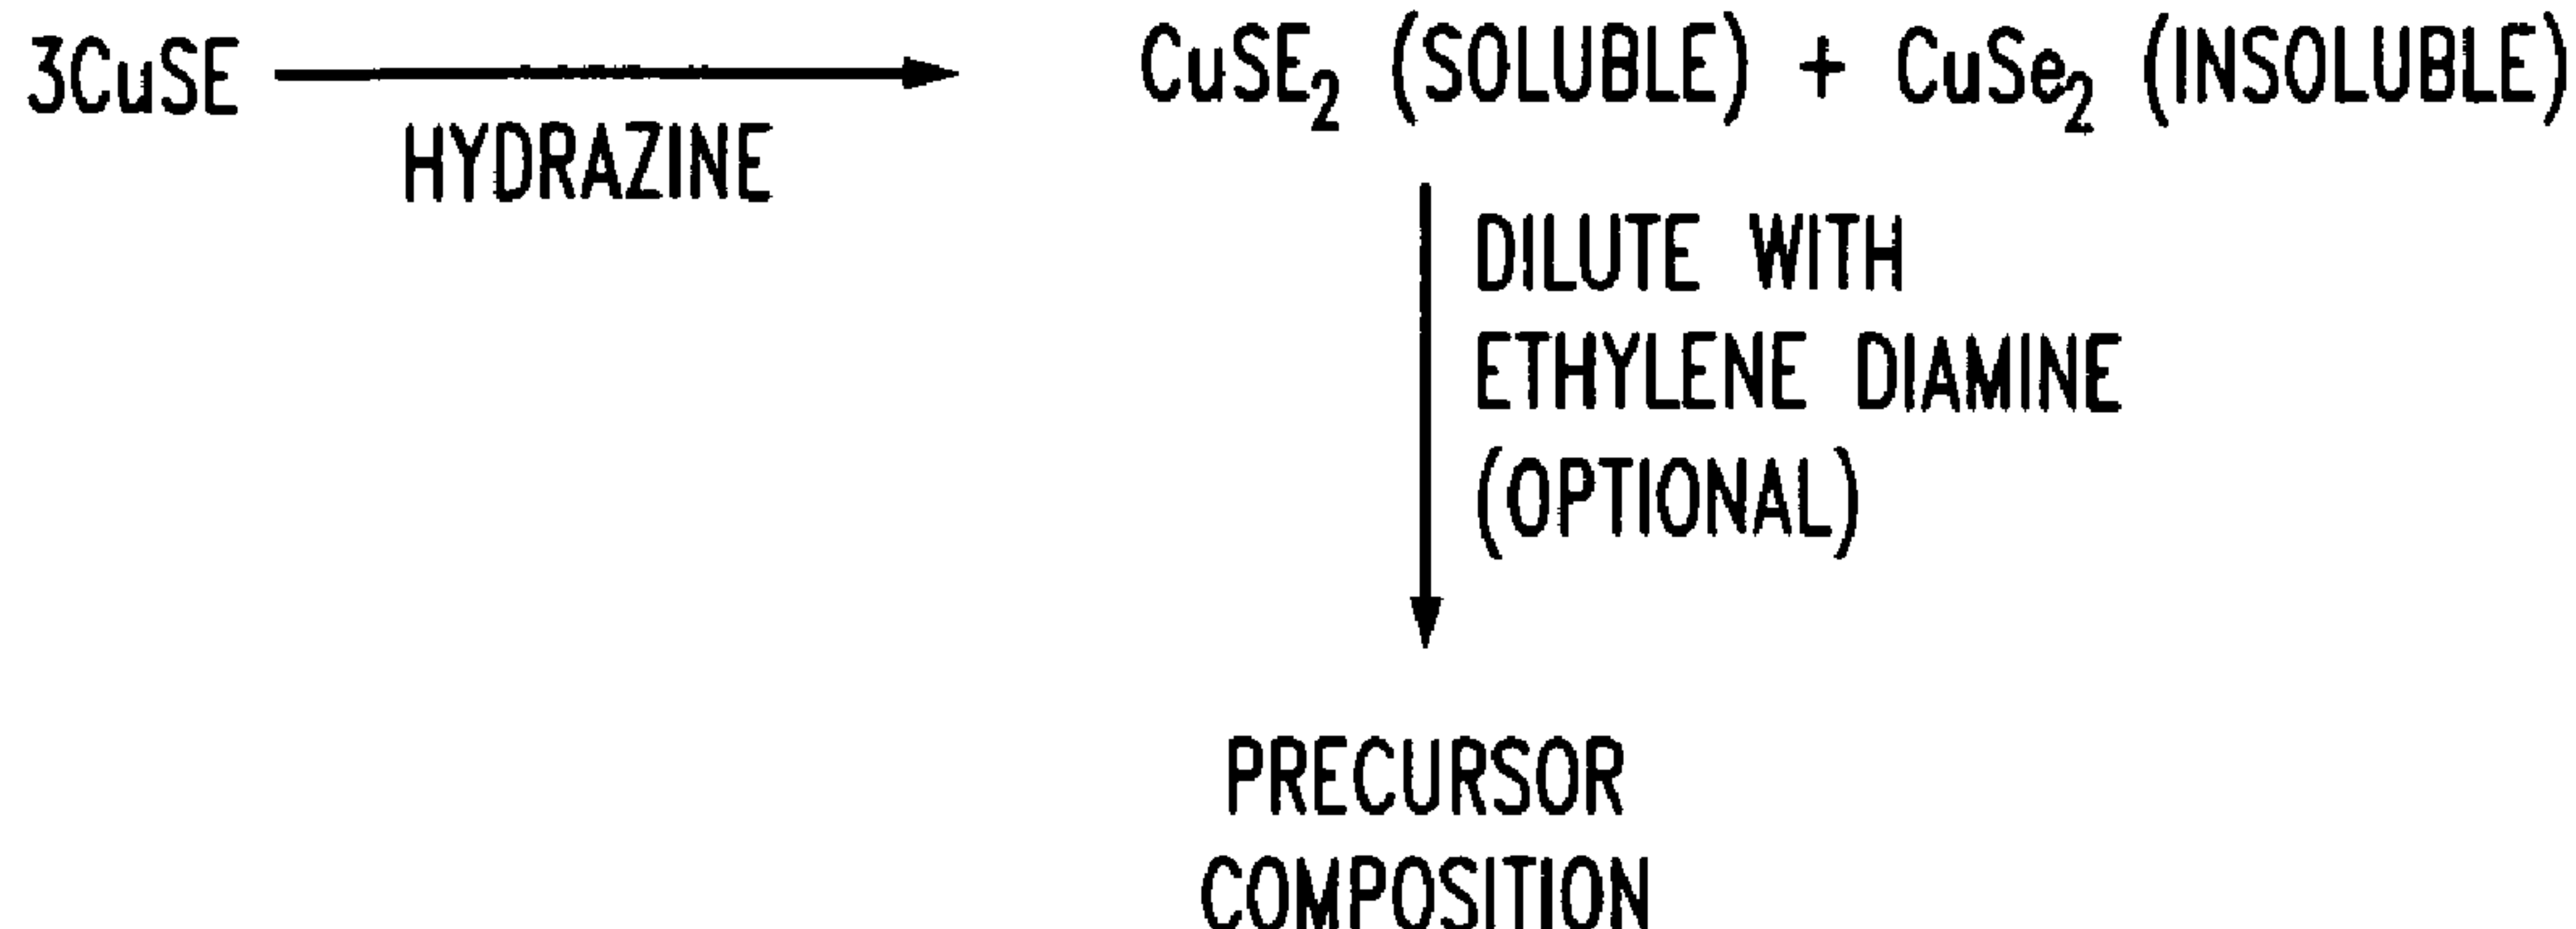 3CuSE HYDRAZINE CuSE₂ (SOLUBLE) + CuSe₂ (INSOLUBLE)
DILUTE WITH
ETHYLENE DIAMINE
(OPTIONAL)
PRECURSOR
COMPOSITION